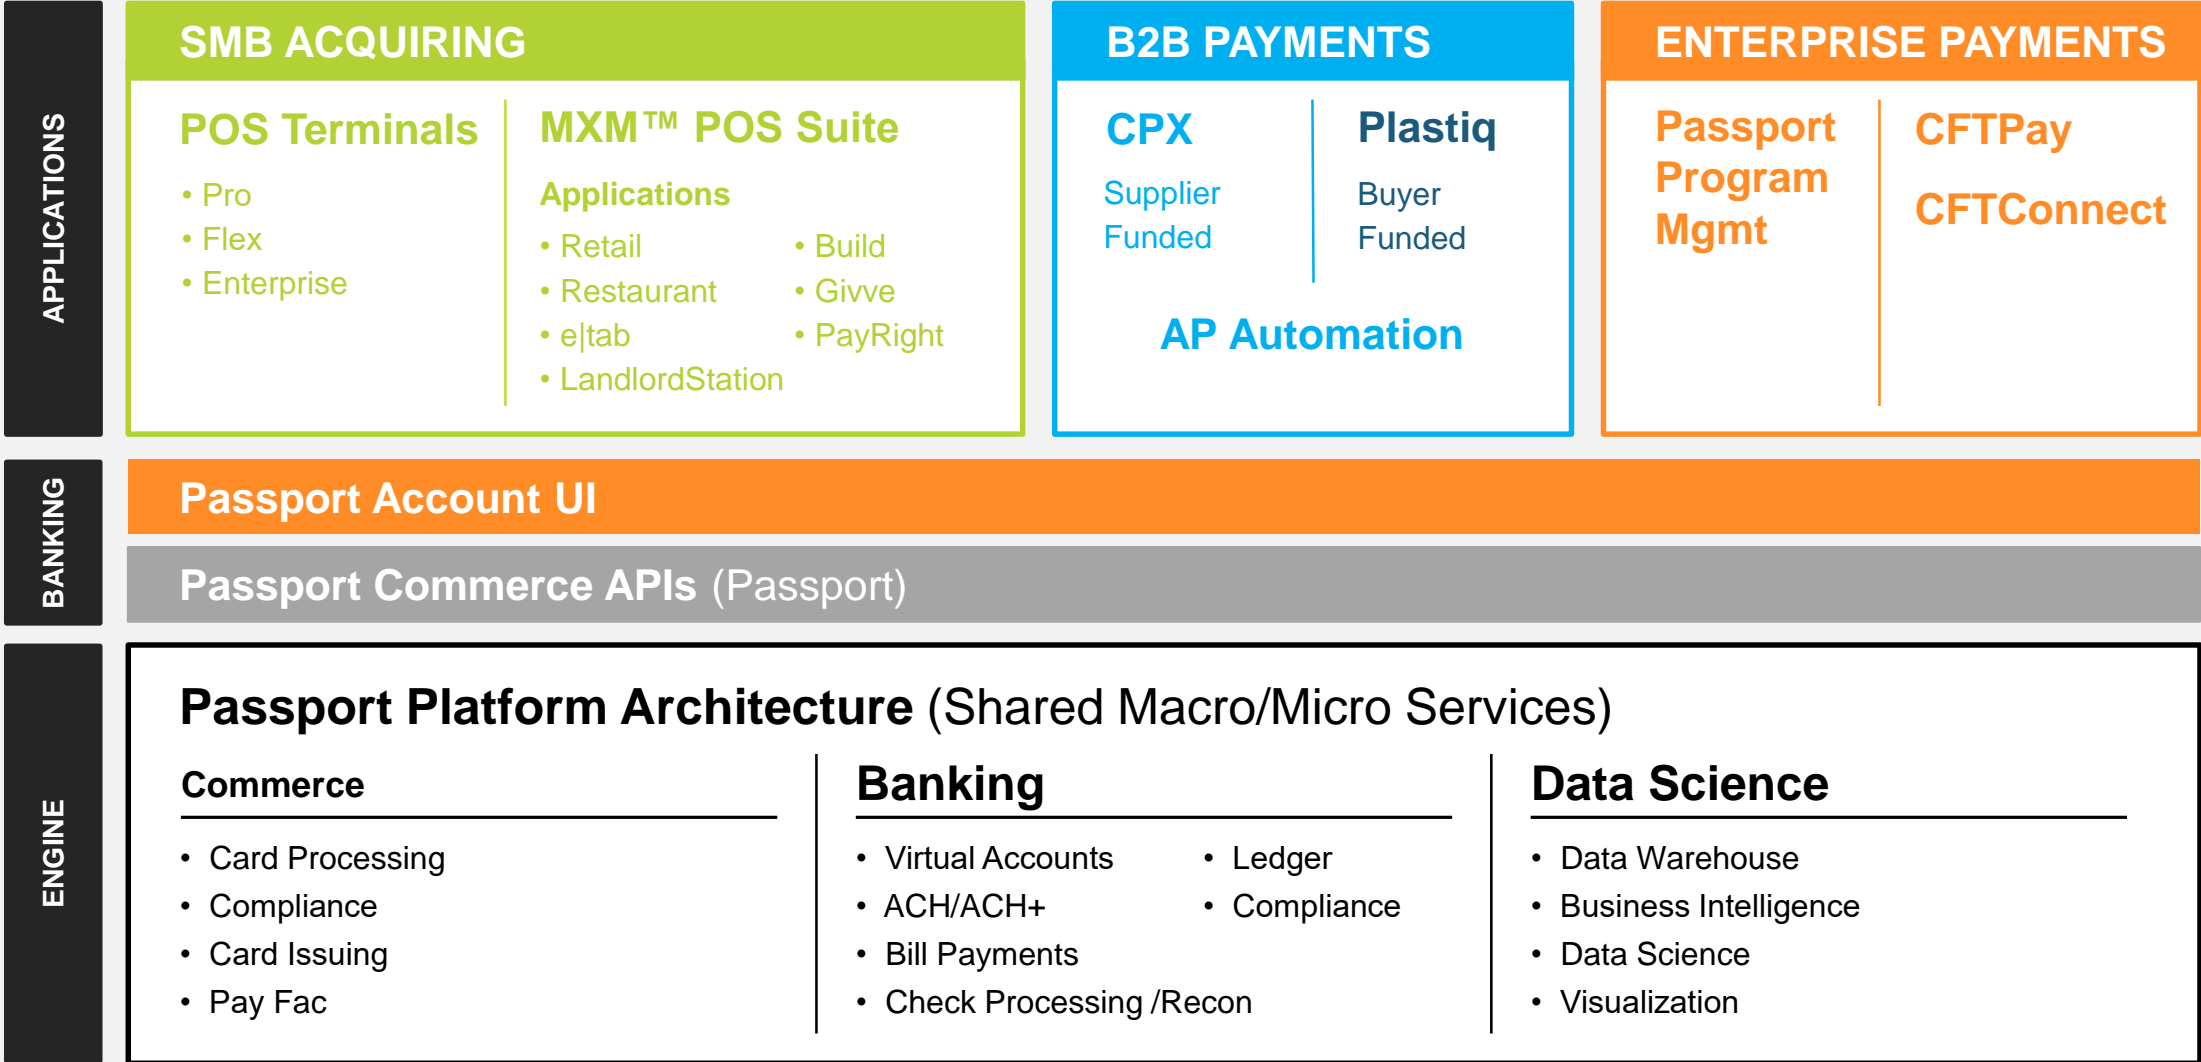 APPLICATIONS
SMB ACQUIRING
POS Terminals
• Pro
• Flex
• Enterprise
MXM™ POS Suite
Applications
• Retail
• Restaurant
• e|tab
• LandlordStation
• Build
• Givve
• PayRight
B2B PAYMENTS
CPX
Supplier
Funded
Plastiq
Buyer
Funded
AP Automation
ENTERPRISE PAYMENTS
Passport
Program
Mgmt
CFTPay
CFTConnect
BANKING
Passport Account UI
Passport Commerce APIs (Passport)
ENGINE
Passport Platform Architecture (Shared Macro/Micro Services)
Commerce
• Card Processing
• Compliance
• Card Issuing
• Pay Fac
Banking
• Virtual Accounts
• ACH/ACH+
• Bill Payments
• Check Processing /Recon
• Ledger
• Compliance
Data Science
• Data Warehouse
• Business Intelligence
• Data Science
• Visualization